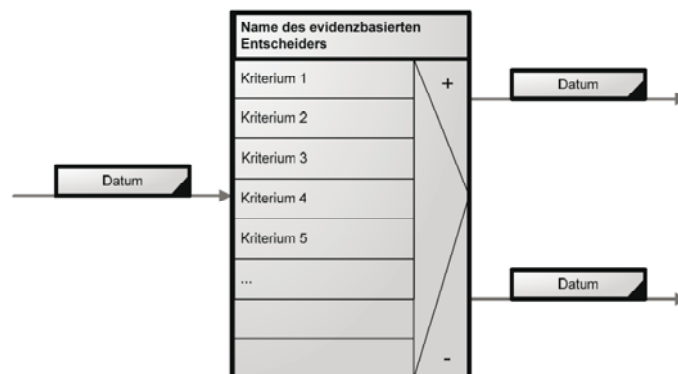 Name des evidenzbasierten
Entscheiders
Kriterium 1
Kriterium 2
Kriterium 3
Kriterium 4
Kriterium 5
...
+
-
Datum
Datum
Datum